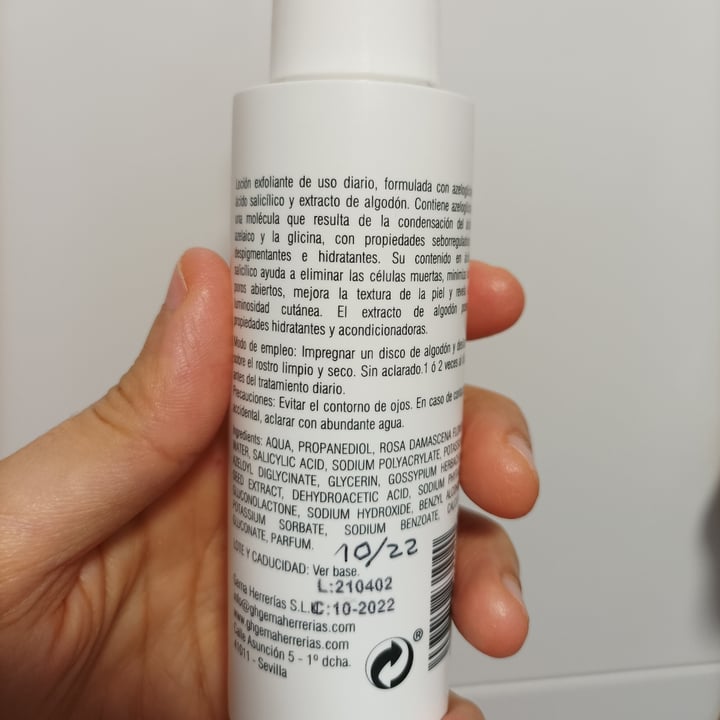 Loción exfoliante de uso diario, formulada con
ácido salicílico y extracto de algodón. Contiene
una molécula que resulta de la condensación del
azelaico y la glicina, con propiedades
despigmentantes e hidratantes. Su contenido en
salicílico ayuda a eliminar las células muertas,
poros abiertos, mejora la textura de la piel y
luminosidad cutánea. El extracto de algodón
propiedades hidratantes y acondicionadoras.
Modo de empleo: Impregnar un disco de algodón y
sobre el rostro limpio y seco. Sin aclarado.1 ó 2 veces al
antes del tratamiento diario.
Precauciones: Evitar el contorno de ojos. En caso de
accidental, aclarar con abundante agua.
Ingredients: AQUA, PROPANEDIOL, ROSA DAMASCENA
WATER, SALICYLIC ACID, SODIUM POLYACRYLATE,
AZELOYL DIGLYCINATE, GLYCERIN, GOSSYPIUM
SEED EXTRACT, DEHYDROACETIC ACID, SODIUM
GLUCONOLACTONE, SODIUM HYDROXIDE, BENZYL
POTASSIUM SORBATE, SODIUM BENZOATE,
GLUCONATE, PARFUM.
10/22
LOTE Y CADUCIDAD: Ver base.
L:210402
Gema Herrerías S.L.
C:10-2022
@ghgemaherrerias.com
www.ghgemaherrerias.com
Calle Asunción 5 - 1º dcha.
41011 - Sevilla
®